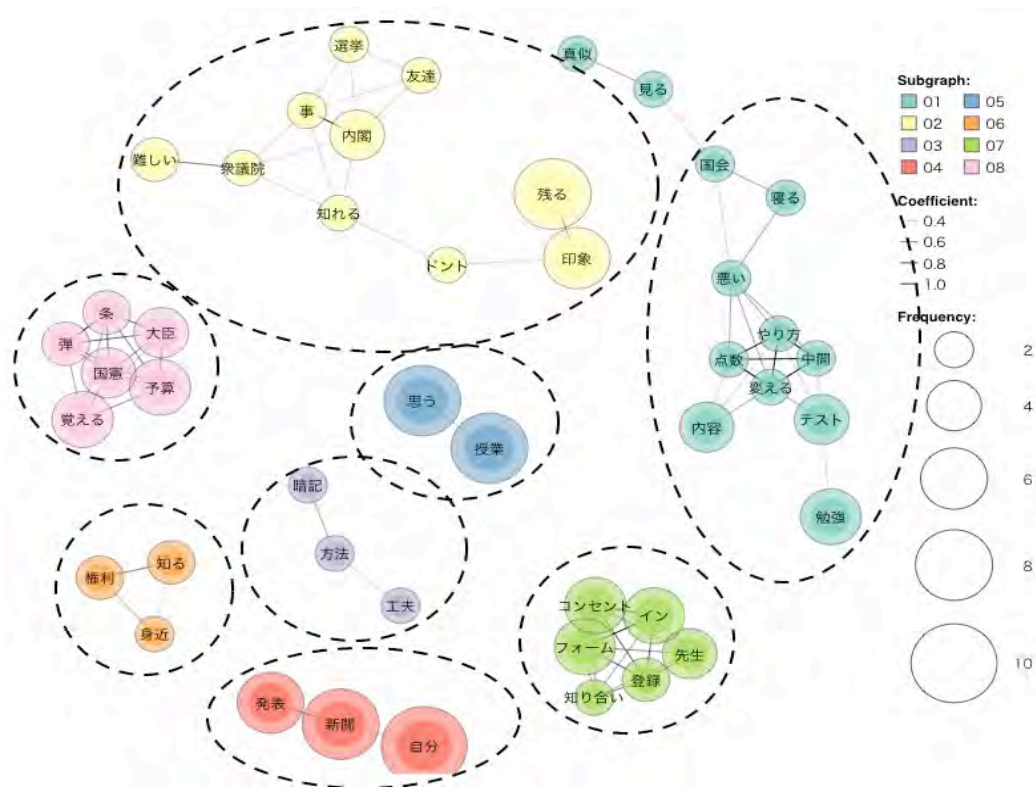 選挙
友達
事
内閣
難しい
衆議院
知れる
残る
印象
ドント
真似
見る
国会
寝る
悪い
やり方
点数
中間
変える
内容
テスト
勉強
条
弾
大臣
国憲
予算
覚える
思う
授業
暗記
方法
工夫
権利
知る
身近
コンセント
イン
フォーム
先生
登録
知り合い
発表
新聞
自分
Subgraph:
01 05
02 06
03 07
04 08
Coefficient:
0.4
0.6
0.8
1.0
Frequency:
2
4
6
8
10